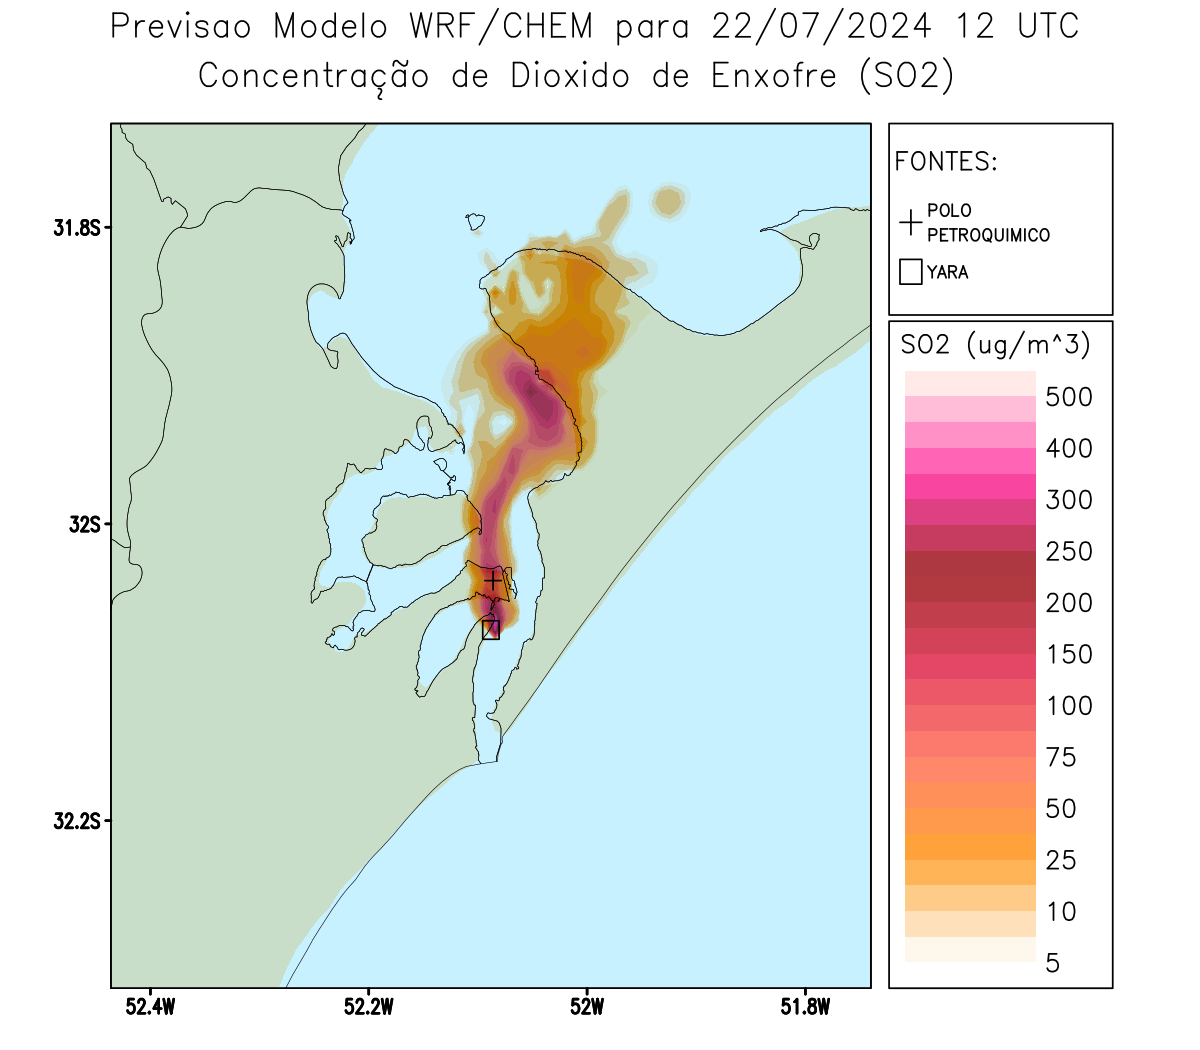 Previsao Modelo WRF/CHEM para 22/07/2024 12 UTC
Concentração de Dioxido de Enxofre (SO2)
FONTES:
POLO
PETROQUIMICO
YARA
SO2 (ug/m^3)
500
400
300
250
200
150
100
75
50
25
10
5
31.8S
32S
32.2S
52.4W
52.2W
52W
51.8W